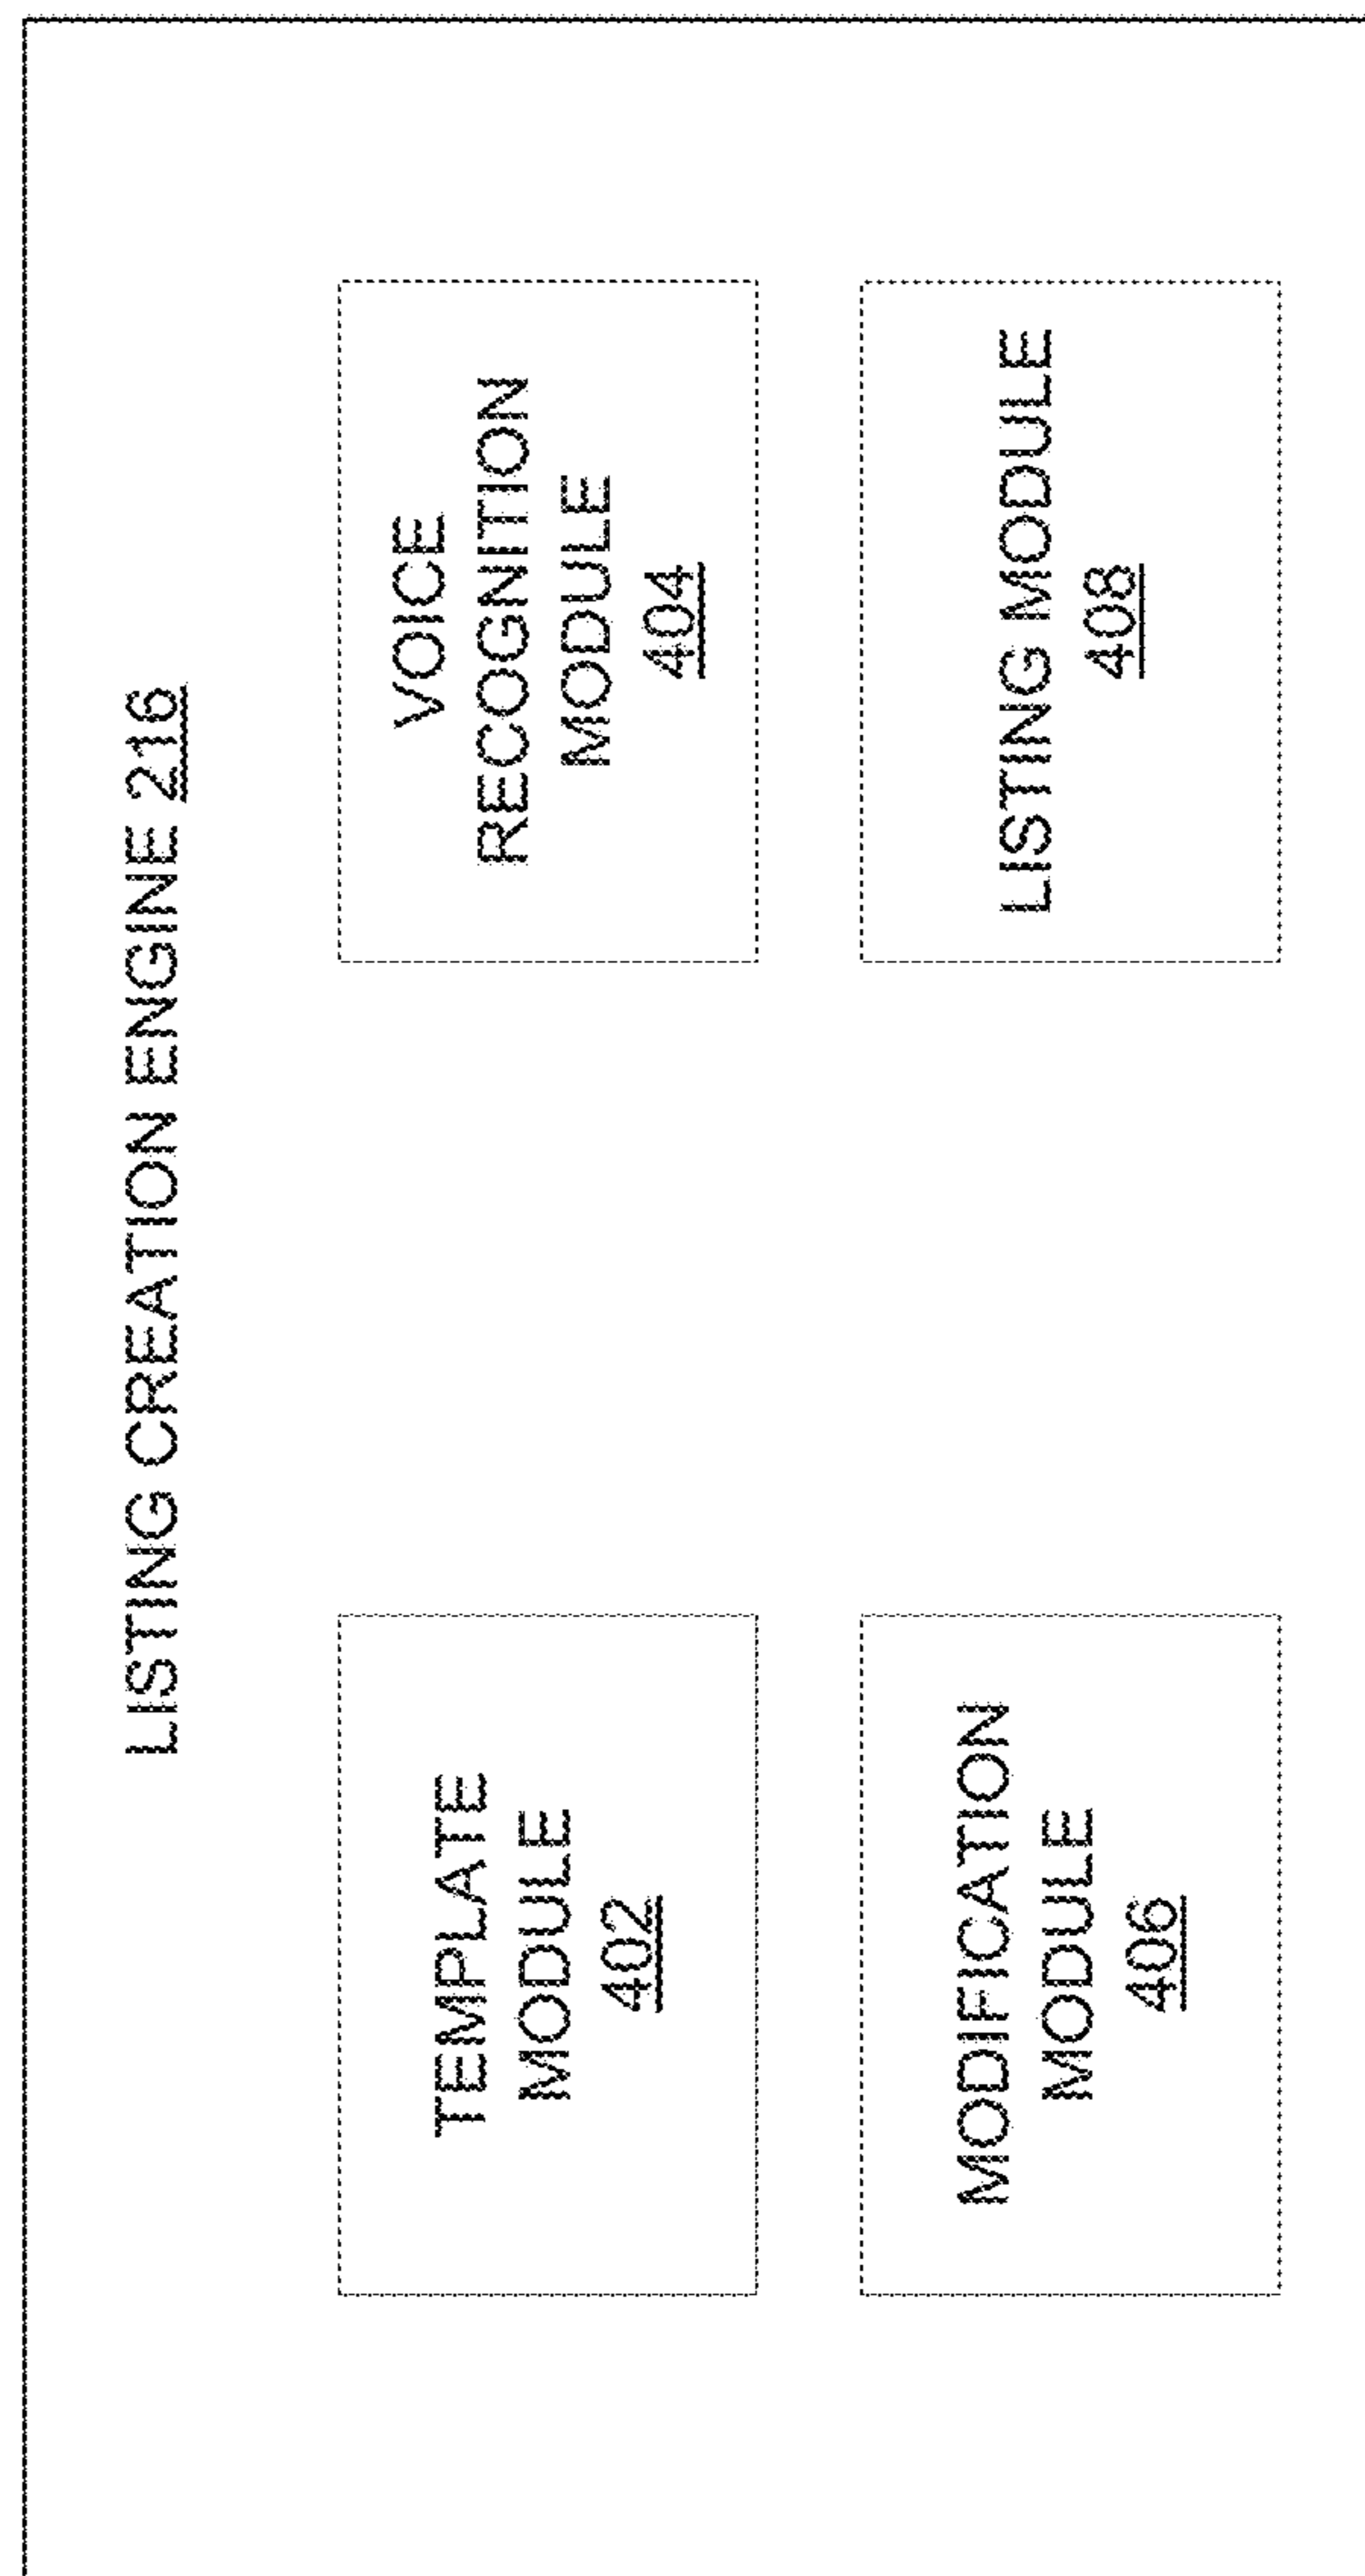 LISTING CREATION ENGINE 216
TEMPLATE
MODULE
402
VOICE
RECOGNITION
MODULE
404
MODIFICATION
MODULE
406
LISTING MODULE
408